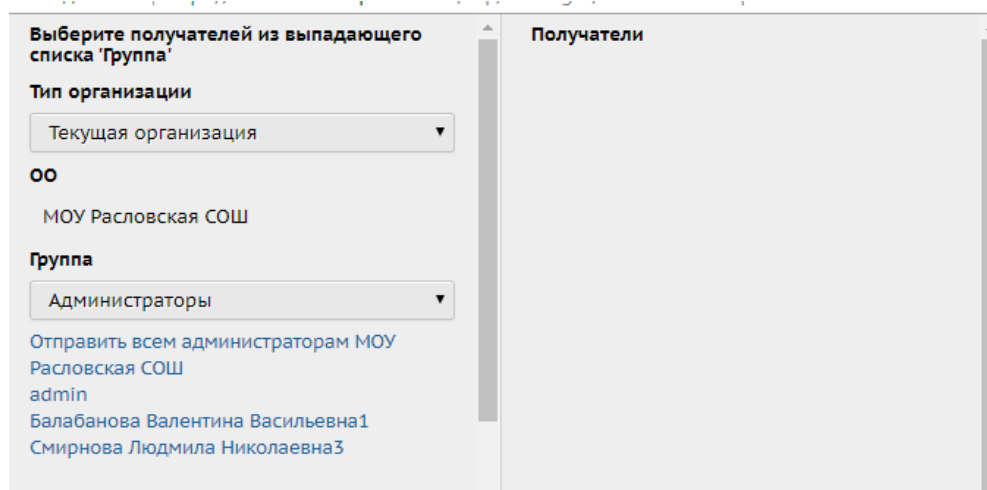 Выберите получателей из выпадающего
списка 'Группа'
Тип организации
Текущая организация
ОО
МОУ Расловская СОШ
Группа
Администраторы
Отправить всем администраторам МОУ
Расловская СОШ
admin
Балабанова Валентина Васильевна1
Смирнова Людмила Николаевна3
Получатели